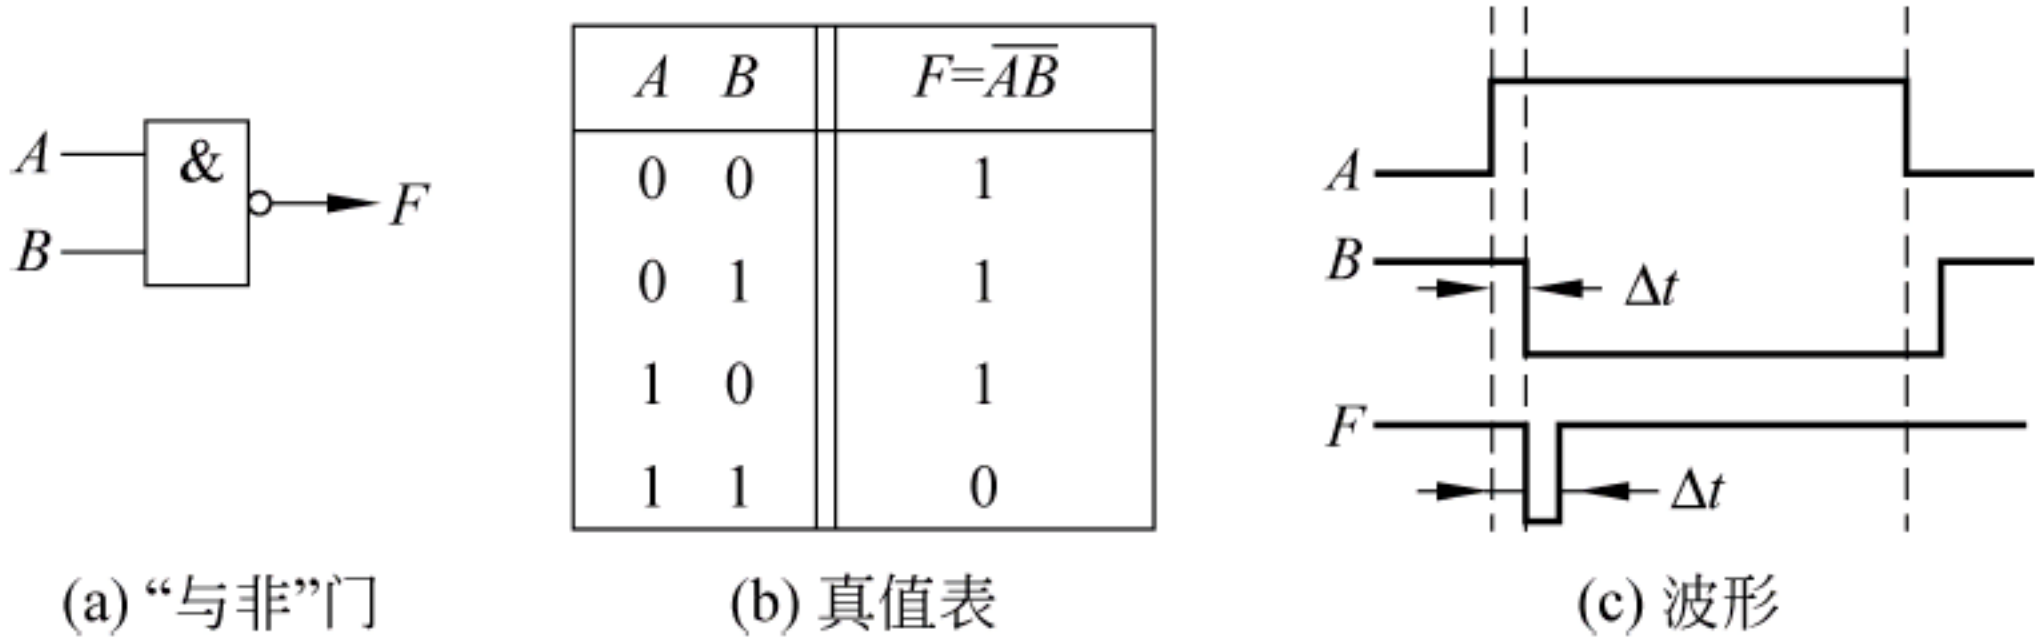 A
B
&
F
(a) “与非”门
A B F=\overline{AB}
0 0 1
0 1 1
1 0 1
1 1 0
(b) 真值表
A
B
Δt
F
Δt
(c) 波形